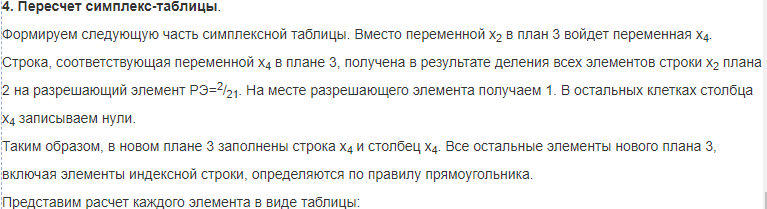 4. Пересчет симплекс-таблицы.
Формируем следующую часть симплексной таблицы. Вместо переменной x₂ в план 3 войдет переменная x₄.
Строка, соответствующая переменной x₄ в плане 3, получена в результате деления всех элементов строки x₂ плана
2 на разрешающий элемент РЭ=²/₂₁. На месте разрешающего элемента получаем 1. В остальных клетках столбца
x₄ записываем нули.
Таким образом, в новом плане 3 заполнены строка x₄ и столбец x₄. Все остальные элементы нового плана 3,
включая элементы индексной строки, определяются по правилу прямоугольника.
Представим расчет каждого элемента в виде таблицы: